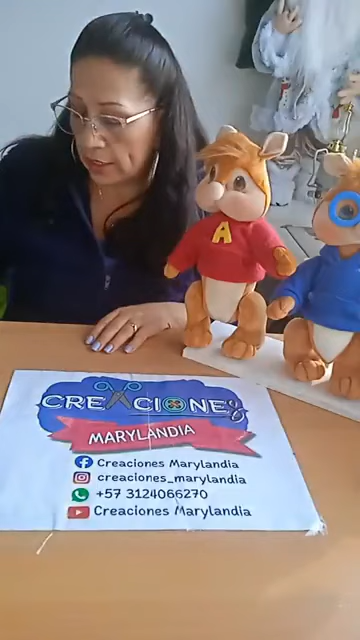 A
CREACIONES
MARYLANDIA
Creaciones Marylandia
creaciones_marylandia
+57 3124066270
Creaciones Marylandia